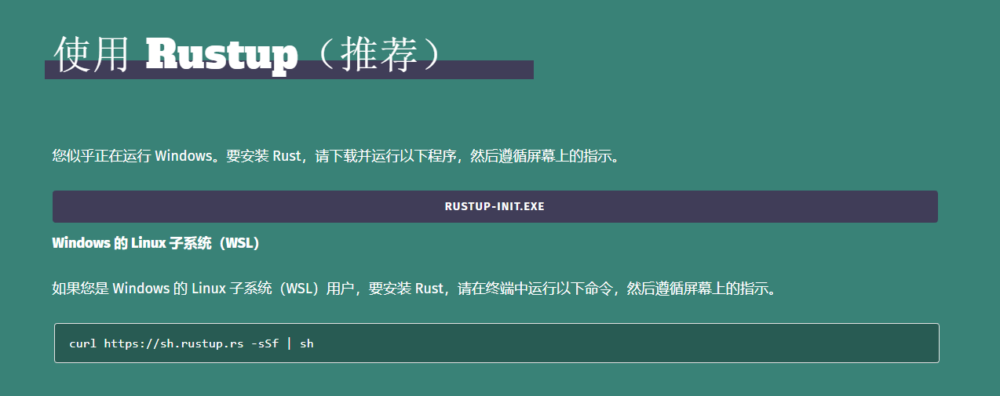 使用 Rustup（推荐）
您似乎正在运行 Windows。要安装 Rust，请下载并运行以下程序，然后遵循屏幕上的指示。
RUSTUP-INIT.EXE
Windows 的 Linux 子系统（WSL）
如果您是 Windows 的 Linux 子系统（WSL）用户，要安装 Rust，请在终端中运行以下命令，然后遵循屏幕上的指示。
curl https://sh.rustup.rs -sSf | sh